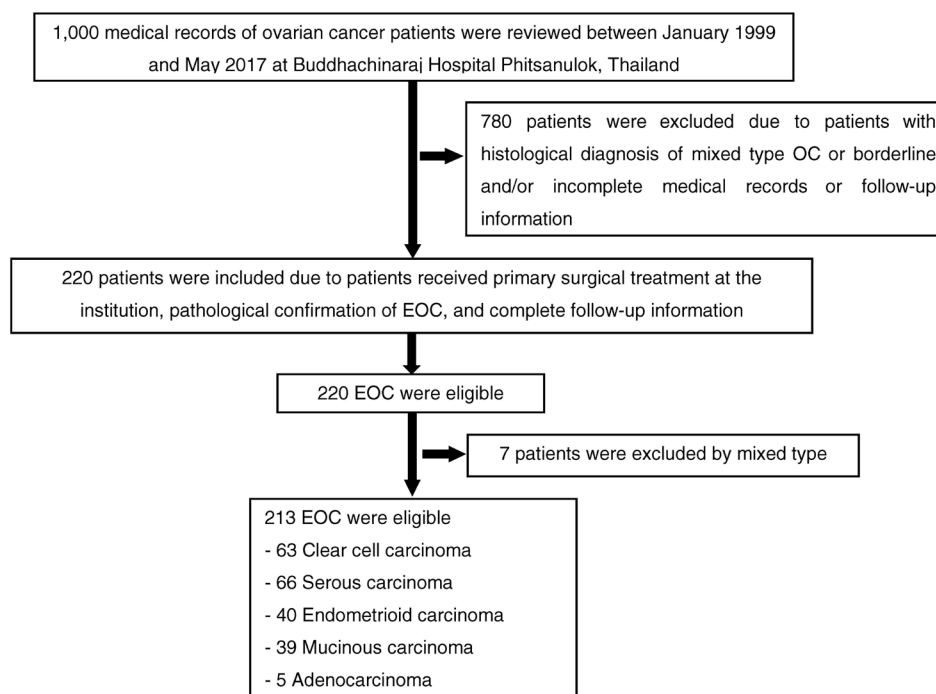 1,000 medical records of ovarian cancer patients were reviewed between January 1999
and May 2017 at Buddhachinaraj Hospital Phitsanulok, Thailand
780 patients were excluded due to patients with
histological diagnosis of mixed type OC or borderline
and/or incomplete medical records or follow-up
information
220 patients were included due to patients received primary surgical treatment at the
institution, pathological confirmation of EOC, and complete follow-up information
220 EOC were eligible
7 patients were excluded by mixed type
213 EOC were eligible
- 63 Clear cell carcinoma
- 66 Serous carcinoma
- 40 Endometrioid carcinoma
- 39 Mucinous carcinoma
- 5 Adenocarcinoma